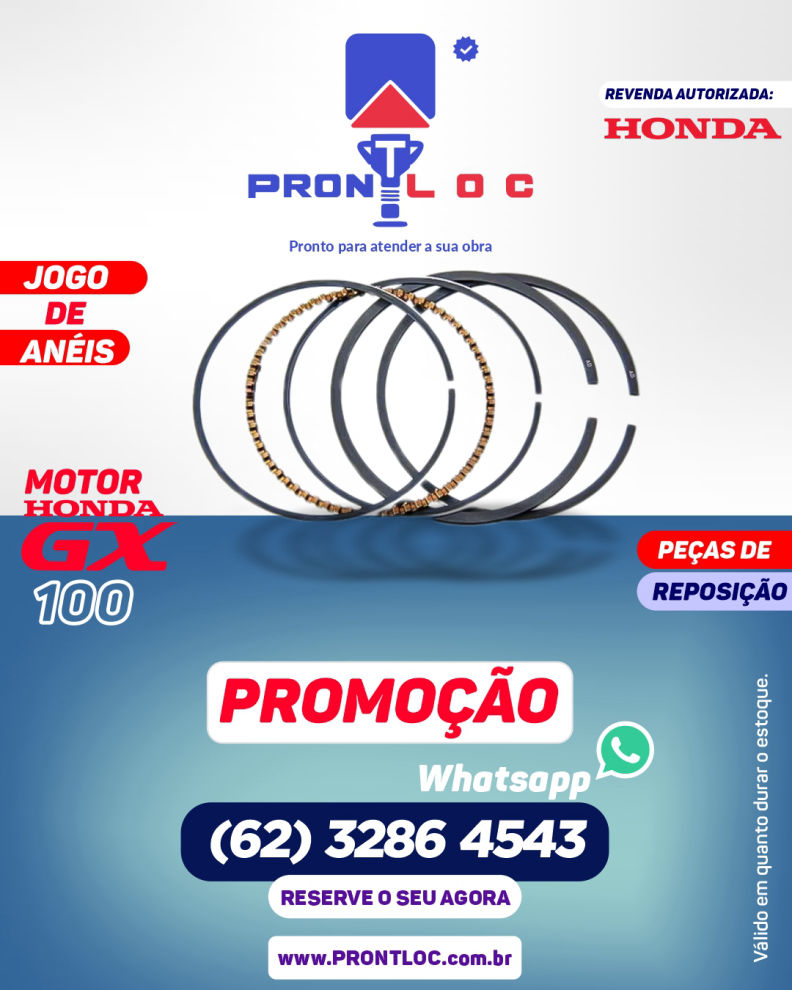 REVENDA AUTORIZADA:
HONDA
PRONTLOC
Pronto para atender a sua obra
JOGO
DE
ANÉIS
MOTOR
HONDA
GX
100
PEÇAS DE
REPOSIÇÃO
PROMOÇÃO
Whatsapp
(62) 3286 4543
RESERVE O SEU AGORA
www.PRONTLOC.com.br
Válido em quanto durar o estoque.